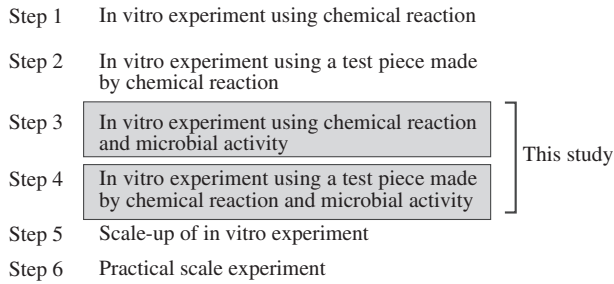 Step 1 In vitro experiment using chemical reaction
Step 2 In vitro experiment using a test piece made
by chemical reaction
Step 3 In vitro experiment using chemical reaction
and microbial activity
This study
Step 4 In vitro experiment using a test piece made
by chemical reaction and microbial activity
Step 5 Scale-up of in vitro experiment
Step 6 Practical scale experiment